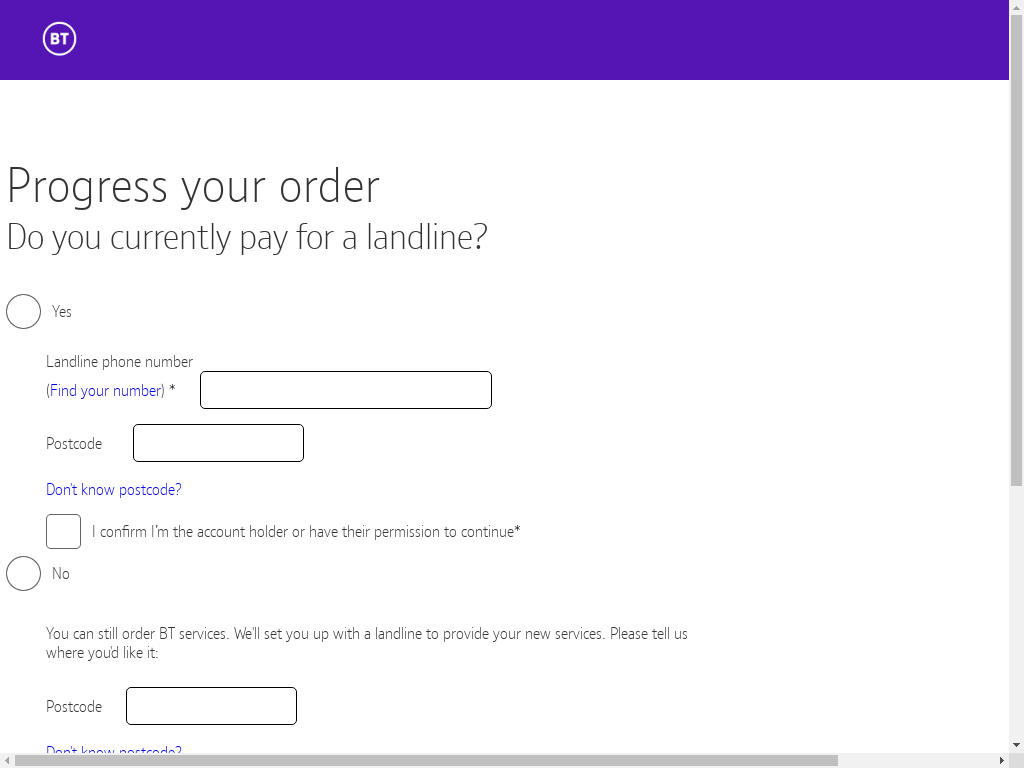 BT
Progress your order
Do you currently pay for a landline?
Yes
Landline phone number
(Find your number) *
Postcode
Don't know postcode?
I confirm I'm the account holder or have their permission to continue*
No
You can still order BT services. We'll set you up with a landline to provide your new services. Please tell us
where you'd like it:
Postcode
Don't know postcode?